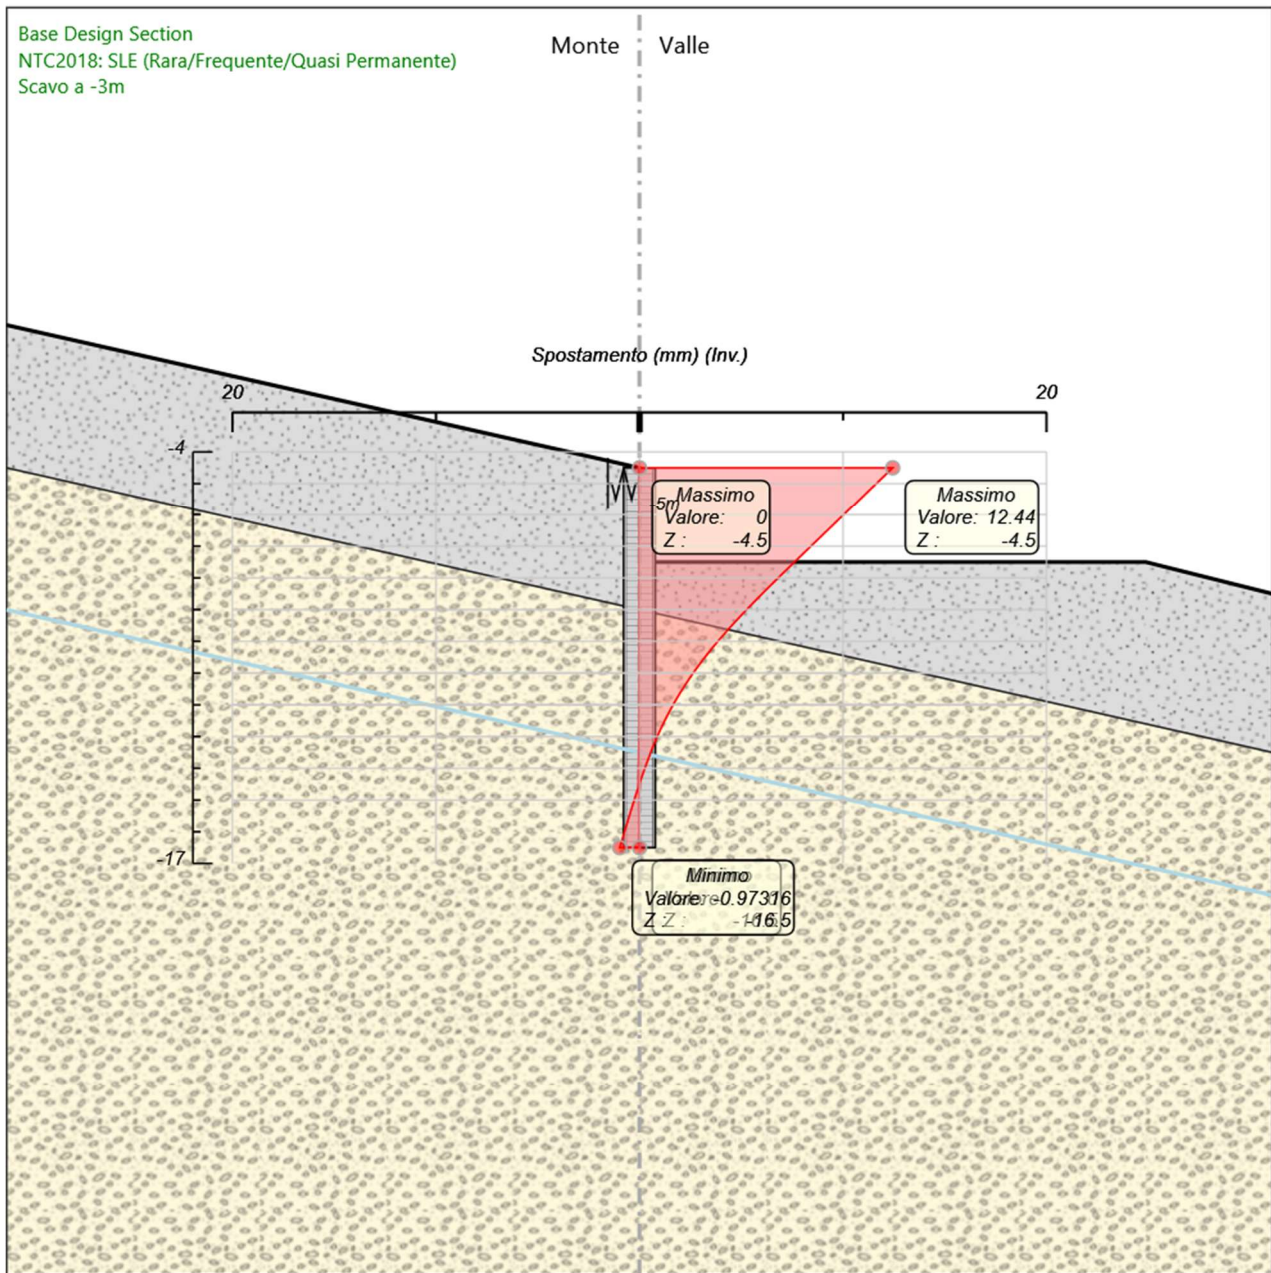 Base Design Section
NTC2018: SLE (Rara/Frequente/Quasi Permanente)
Scavo a -3m
Monte
Valle
Spostamento (mm) (Inv.)
20
20
-4
-5m
Massimo
Valore: 0
Z : -4.5
Massimo
Valore: 12.44
Z : -4.5
-17
Minimo
Valore: -0.97316
Z : -16.5